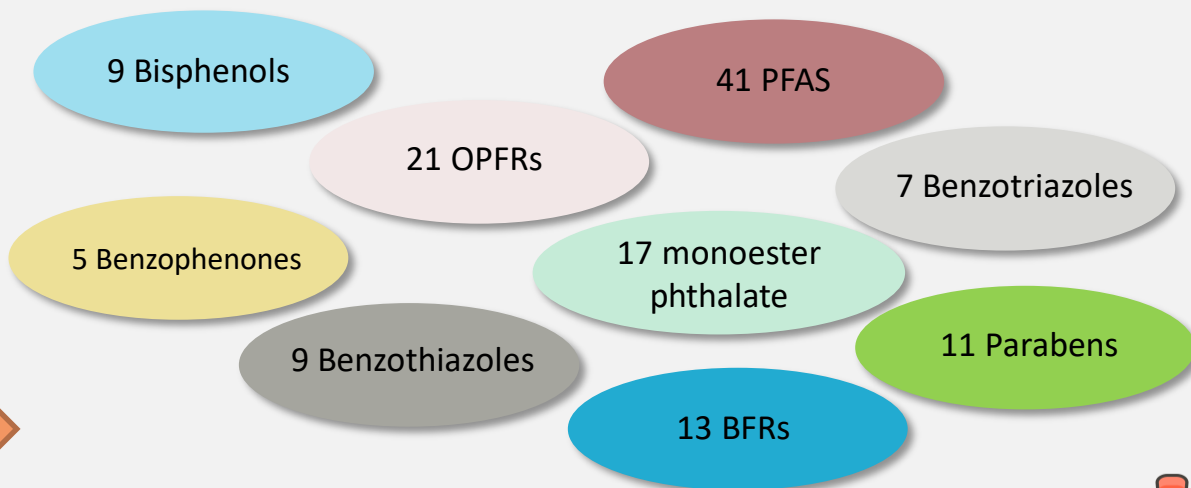 9 Bisphenols
41 PFAS
21 OPFRs
7 Benzotriazoles
5 Benzophenones
17 monoester
phthalate
9 Benzothiazoles
11 Parabens
13 BFRs